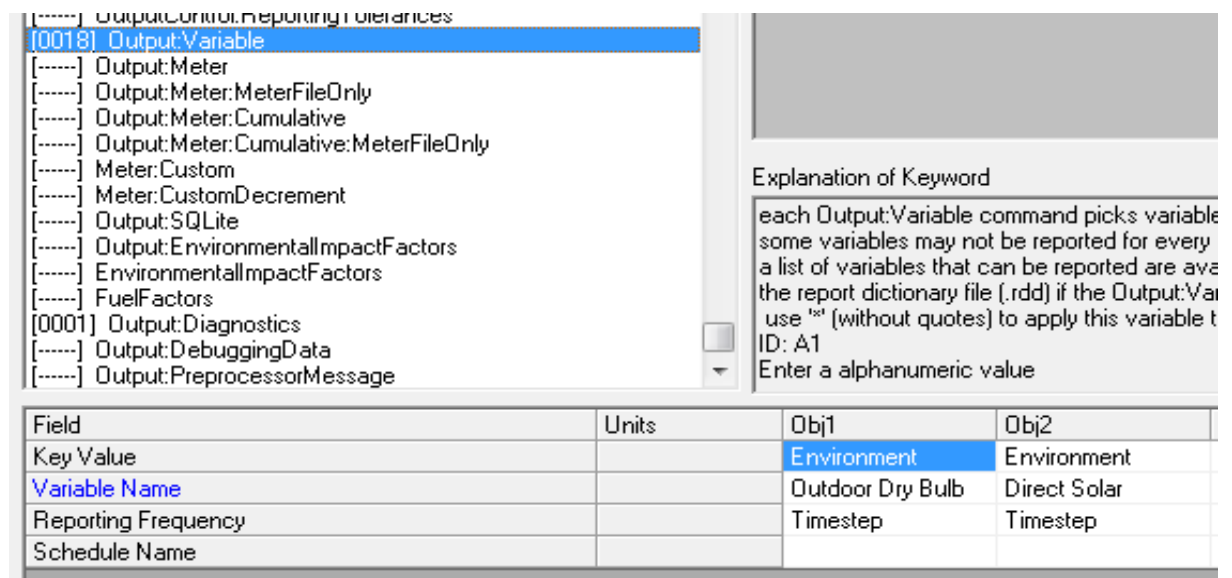 [------] OutputControl:ReportingTolerances
[0018] Output:Variable
[------] Output:Meter
[------] Output:Meter:MeterFileOnly
[------] Output:Meter:Cumulative
[------] Output:Meter:Cumulative:MeterFileOnly
[------] Meter:Custom
[------] Meter:CustomDecrement
[------] Output:SQLite
[------] Output:EnvironmentalImpactFactors
[------] EnvironmentalImpactFactors
[------] FuelFactors
[0001] Output:Diagnostics
[------] Output:DebuggingData
[------] Output:PreprocessorMessage
Explanation of Keyword
each Output:Variable command picks variable
some variables may not be reported for every
a list of variables that can be reported are ava
the report dictionary file (.rdd) if the Output:Var
use '*' (without quotes) to apply this variable t
ID: A1
Enter a alphanumeric value
Field Units Obj1 Obj2
Key Value Environment Environment
Variable Name Outdoor Dry Bulb Direct Solar
Reporting Frequency Timestep Timestep
Schedule Name